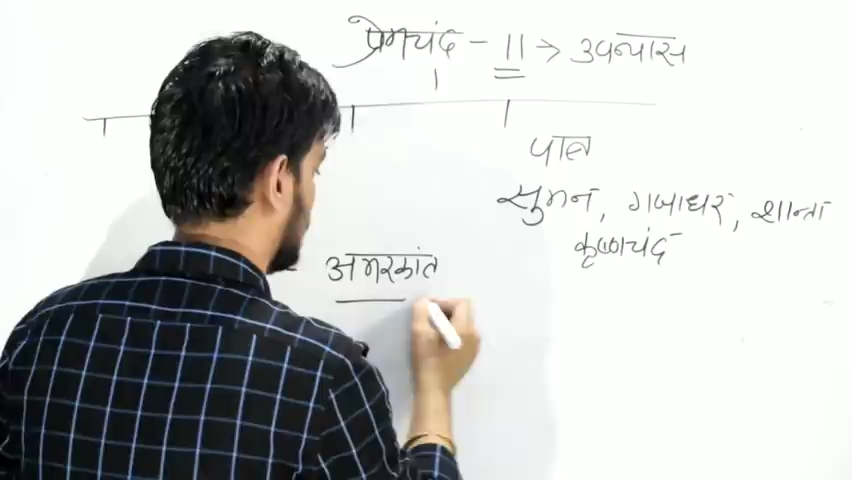 प्रेमचंद - 11 → उपन्यास
पात्र
सुमन, गजाधर, शान्ता
कृष्णचंद
अमरकांत